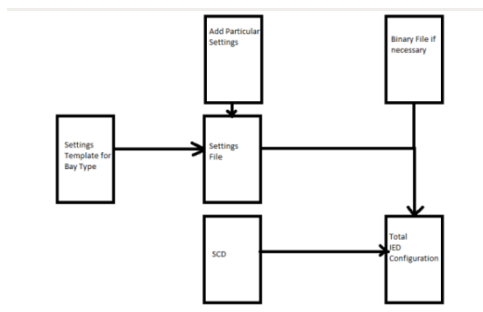 Add Particular
Settings
Binary File if
necessary
Settings
Template for
Bay Type
Settings
File
SCD
Total
IED
Configuration